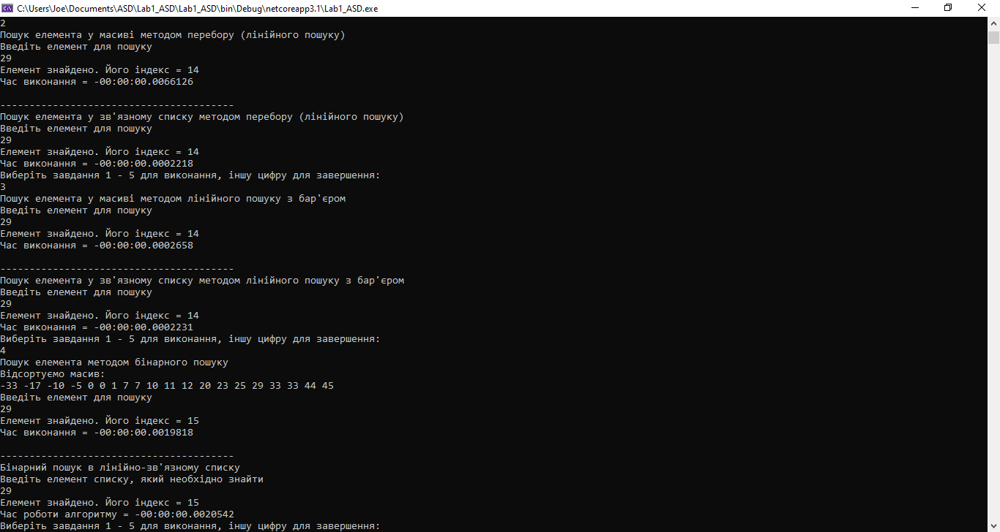 C:\Users\Joe\Documents\ASD\Lab1_ASD\Lab1_ASD\bin\Debug\netcoreapp3.1\Lab1_ASD.exe
2
Пошук елемента у масиві методом перебору (лінійного пошуку)
Введіть елемент для пошуку
29
Елемент знайдено. Його індекс = 14
Час виконання = -00:00:00.0066126
----------------------------------------
Пошук елемента у зв'язному списку методом перебору (лінійного пошуку)
Введіть елемент для пошуку
29
Елемент знайдено. Його індекс = 14
Час виконання = -00:00:00.0002218
Виберіть завдання 1 - 5 для виконання, іншу цифру для завершення:
3
Пошук елемента у масиві методом лінійного пошуку з бар'єром
Введіть елемент для пошуку
29
Елемент знайдено. Його індекс = 14
Час виконання = -00:00:00.0002658
----------------------------------------
Пошук елемента у зв'язному списку методом лінійного пошуку з бар'єром
Введіть елемент для пошуку
29
Елемент знайдено. Його індекс = 14
Час виконання = -00:00:00.0002231
Виберіть завдання 1 - 5 для виконання, іншу цифру для завершення:
4
Пошук елемента методом бінарного пошуку
Відсортуємо масив:
-33 -17 -10 -5 0 0 1 7 7 10 11 12 20 23 25 29 33 33 44 45
Введіть елемент для пошуку
29
Елемент знайдено. Його індекс = 15
Час виконання = -00:00:00.0019818
----------------------------------------
Бінарний пошук в лінійно-зв'язному списку
Введіть елемент списку, який необхідно знайти
29
Елемент знайдено. Його індекс = 15
Час роботи алгоритму = -00:00:00.0020542
Виберіть завдання 1 - 5 для виконання, іншу цифру для завершення: